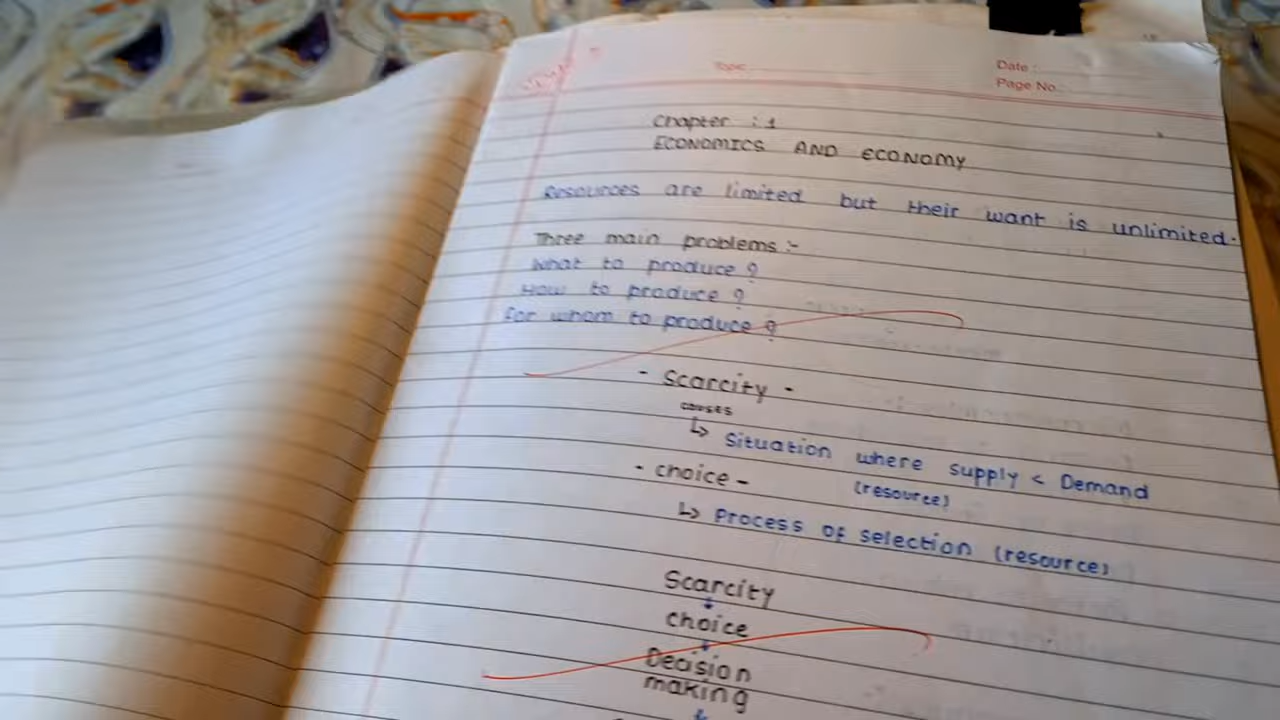 Topic
Date :
Page No.
Chapter : 1
ECONOMICS AND ECONOMY
Resources are limited but their want is unlimited.
Three main problems :-
What to produce ?
How to produce ?
for whom to produce ?
- Scarcity -
causes
↳ Situation where supply < Demand
(resource)
- choice -
↳ Process of selection (resource)
Scarcity
↓
choice
↓
Decision
making
↓